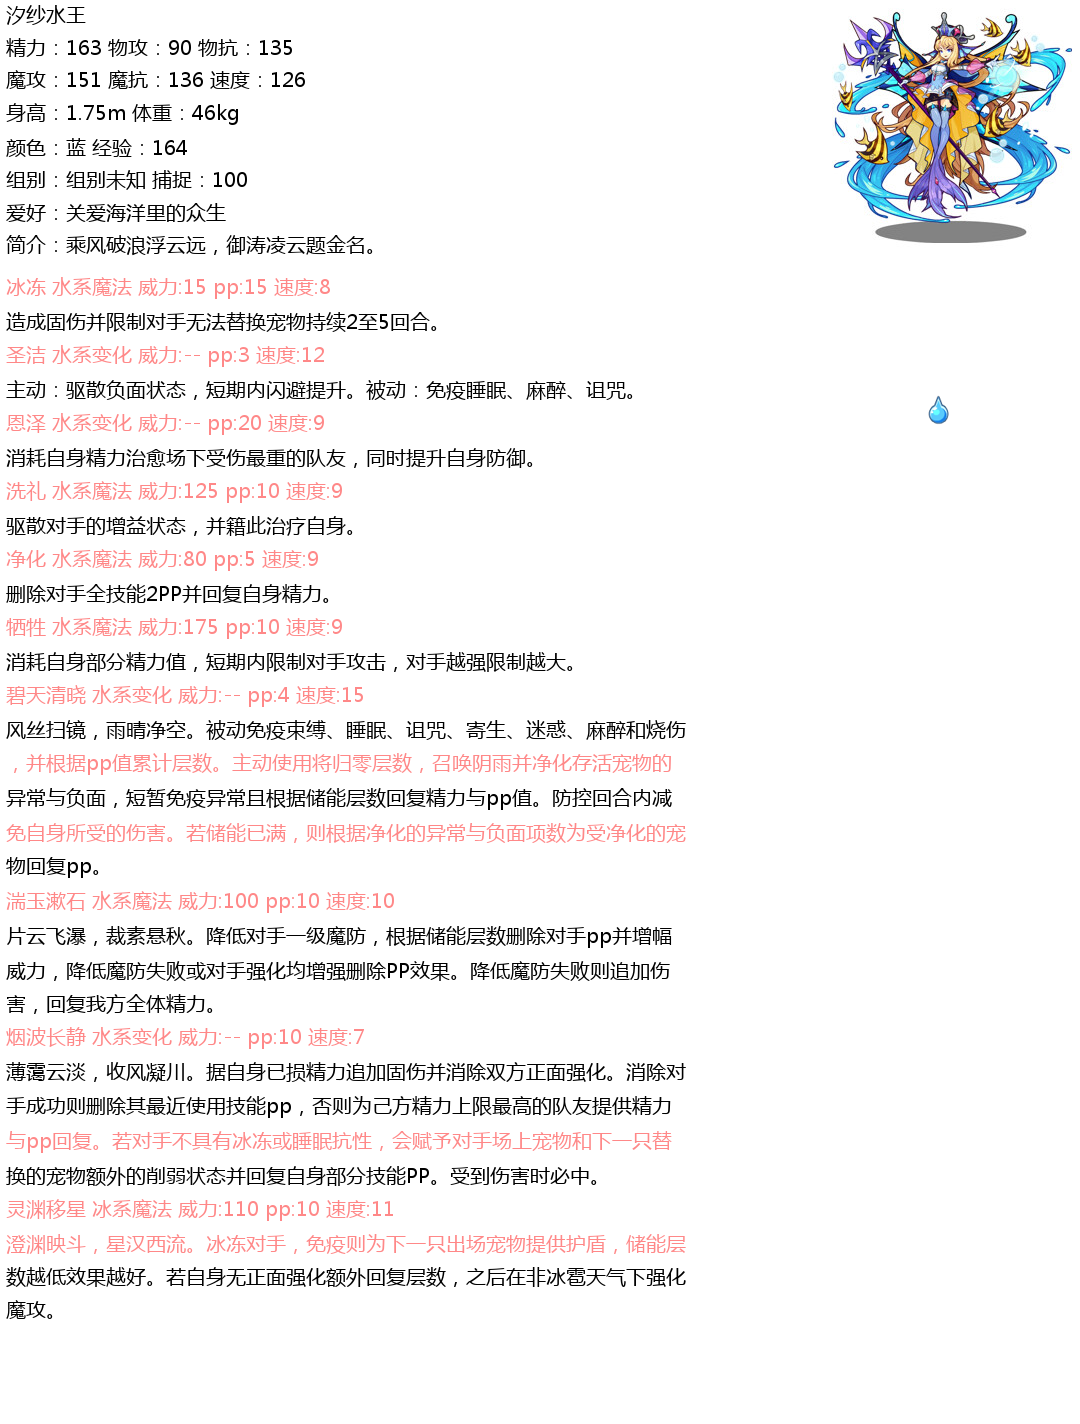 汐纱水王
精力：163 物攻：90 物抗：135
魔攻：151 魔抗：136 速度：126
身高：1.75m 体重：46kg
颜色：蓝 经验：164
组别：组别未知 捕捉：100
爱好：关爱海洋里的众生
简介：乘风破浪浮云远，御涛凌云题金名。
冰冻 水系魔法 威力:15 pp:15 速度:8
造成固伤并限制对手无法替换宠物持续2至5回合。
圣洁 水系变化 威力:-- pp:3 速度:12
主动：驱散负面状态，短期内闪避提升。被动：免疫睡眠、麻醉、诅咒。
恩泽 水系变化 威力:-- pp:20 速度:9
消耗自身精力治愈场下受伤最重的队友，同时提升自身防御。
洗礼 水系魔法 威力:125 pp:10 速度:9
驱散对手的增益状态，并籍此治疗自身。
净化 水系魔法 威力:80 pp:5 速度:9
删除对手全技能2PP并回复自身精力。
牺牲 水系魔法 威力:175 pp:10 速度:9
消耗自身部分精力值，短期内限制对手攻击，对手越强限制越大。
碧天清晓 水系变化 威力:-- pp:4 速度:15
风丝扫镜，雨晴净空。被动免疫束缚、睡眠、诅咒、寄生、迷惑、麻醉和烧伤
，并根据pp值累计层数。主动使用将归零层数，召唤阴雨并净化存活宠物的
异常与负面，短暂免疫异常且根据储能层数回复精力与pp值。防控回合内减
免自身所受的伤害。若储能已满，则根据净化的异常与负面项数为受净化的宠
物回复pp。
湍玉漱石 水系魔法 威力:100 pp:10 速度:10
片云飞瀑，裁素悬秋。降低对手一级魔防，根据储能层数删除对手pp并增幅
威力，降低魔防失败或对手强化均增强删除PP效果。降低魔防失败则追加伤
害，回复我方全体精力。
烟波长静 水系变化 威力:-- pp:10 速度:7
薄霭云淡，收风凝川。据自身已损精力追加固伤并消除双方正面强化。消除对
手成功则删除其最近使用技能pp，否则为己方精力上限最高的队友提供精力
与pp回复。若对手不具有冰冻或睡眠抗性，会赋予对手场上宠物和下一只替
换的宠物额外的削弱状态并回复自身部分技能PP。受到伤害时必中。
灵渊移星 冰系魔法 威力:110 pp:10 速度:11
澄渊映斗，星汉西流。冰冻对手，免疫则为下一只出场宠物提供护盾，储能层
数越低效果越好。若自身无正面强化额外回复层数，之后在非冰雹天气下强化
魔攻。